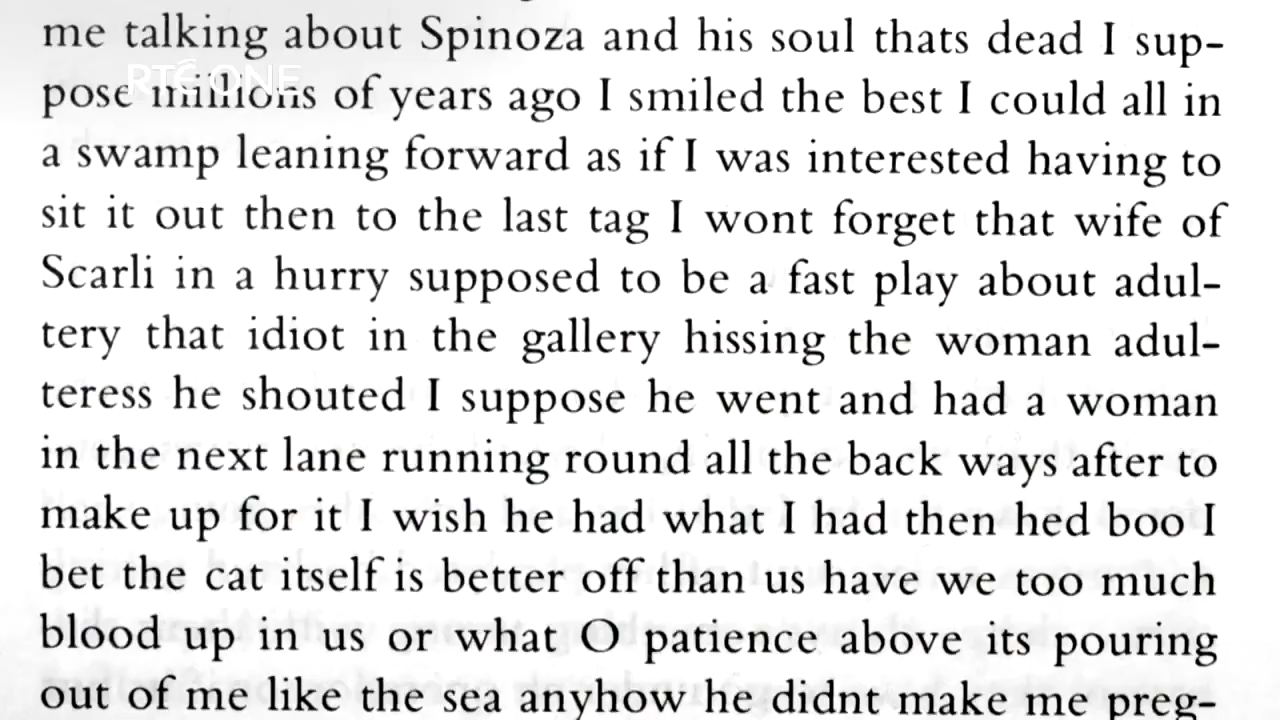 me talking about Spinoza and his soul thats dead I sup-
RTÉ ONE
pose millions of years ago I smiled the best I could all in
a swamp leaning forward as if I was interested having to
sit it out then to the last tag I wont forget that wife of
Scarli in a hurry supposed to be a fast play about adul-
tery that idiot in the gallery hissing the woman adul-
teress he shouted I suppose he went and had a woman
in the next lane running round all the back ways after to
make up for it I wish he had what I had then hed boo I
bet the cat itself is better off than us have we too much
blood up in us or what O patience above its pouring
out of me like the sea anyhow he didnt make me preg-